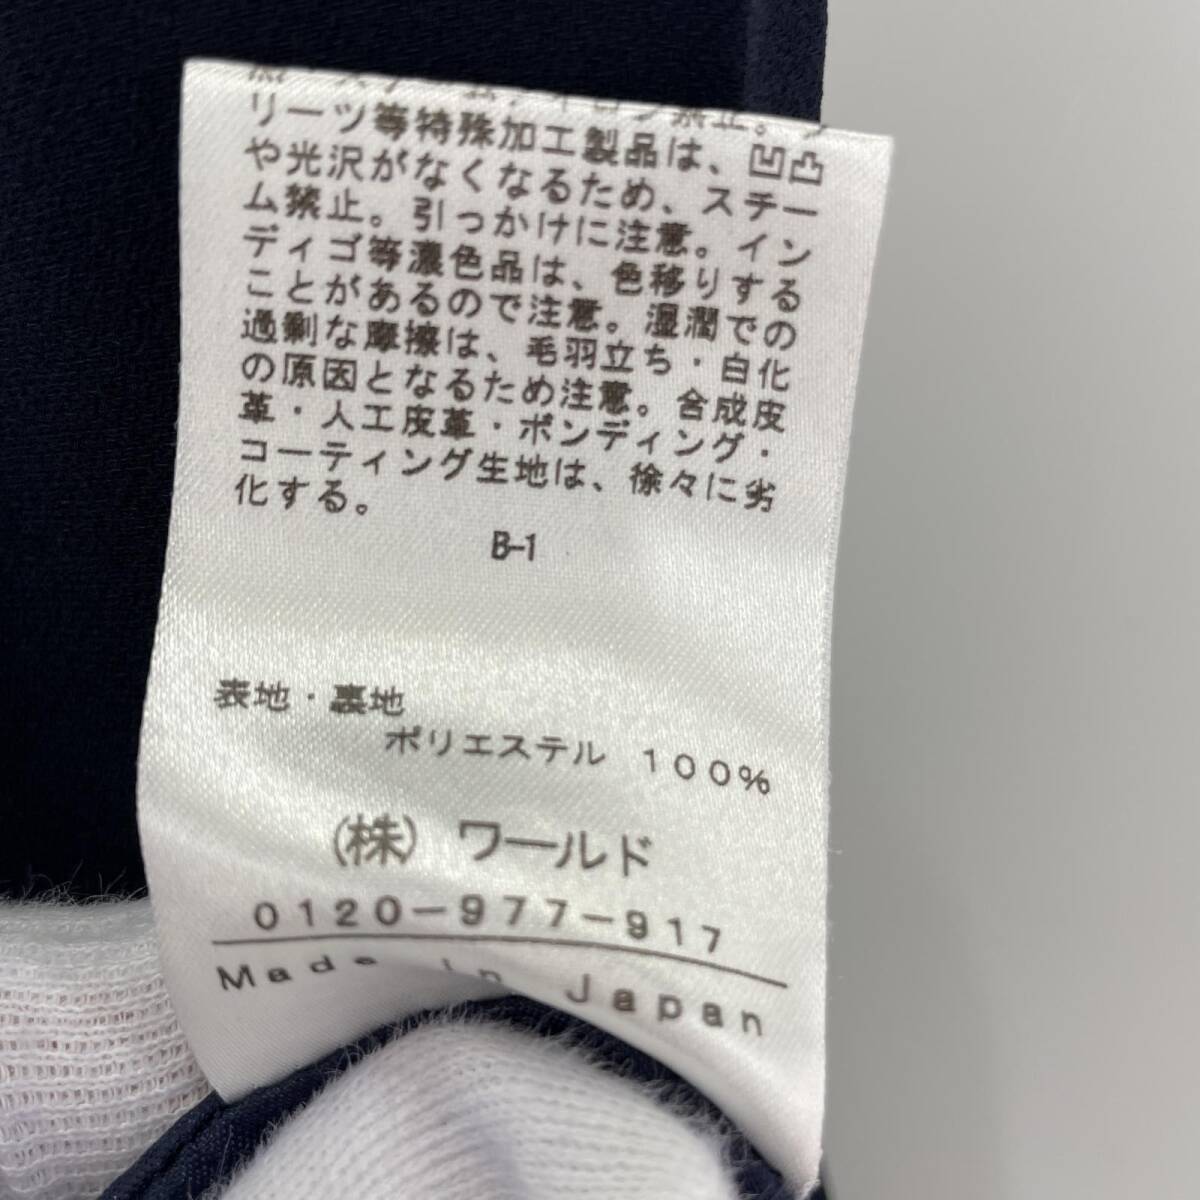 リーツ等特殊加工製品は、凹凸
や光沢がなくなるため、スチー
ム禁止。引っかけに注意。イン
ディゴ等濃色品は、色移りする
ことがあるので注意。湿潤での
過剰な摩擦は、毛羽立ち・白化
の原因となるため注意。合成皮
革・人工皮革・ボンディング・
コーティング生地は、徐々に劣
化する。
B-1
表地・裏地
ポリエステル 100%
(株) ワールド
0120-977-917
Made in Japan